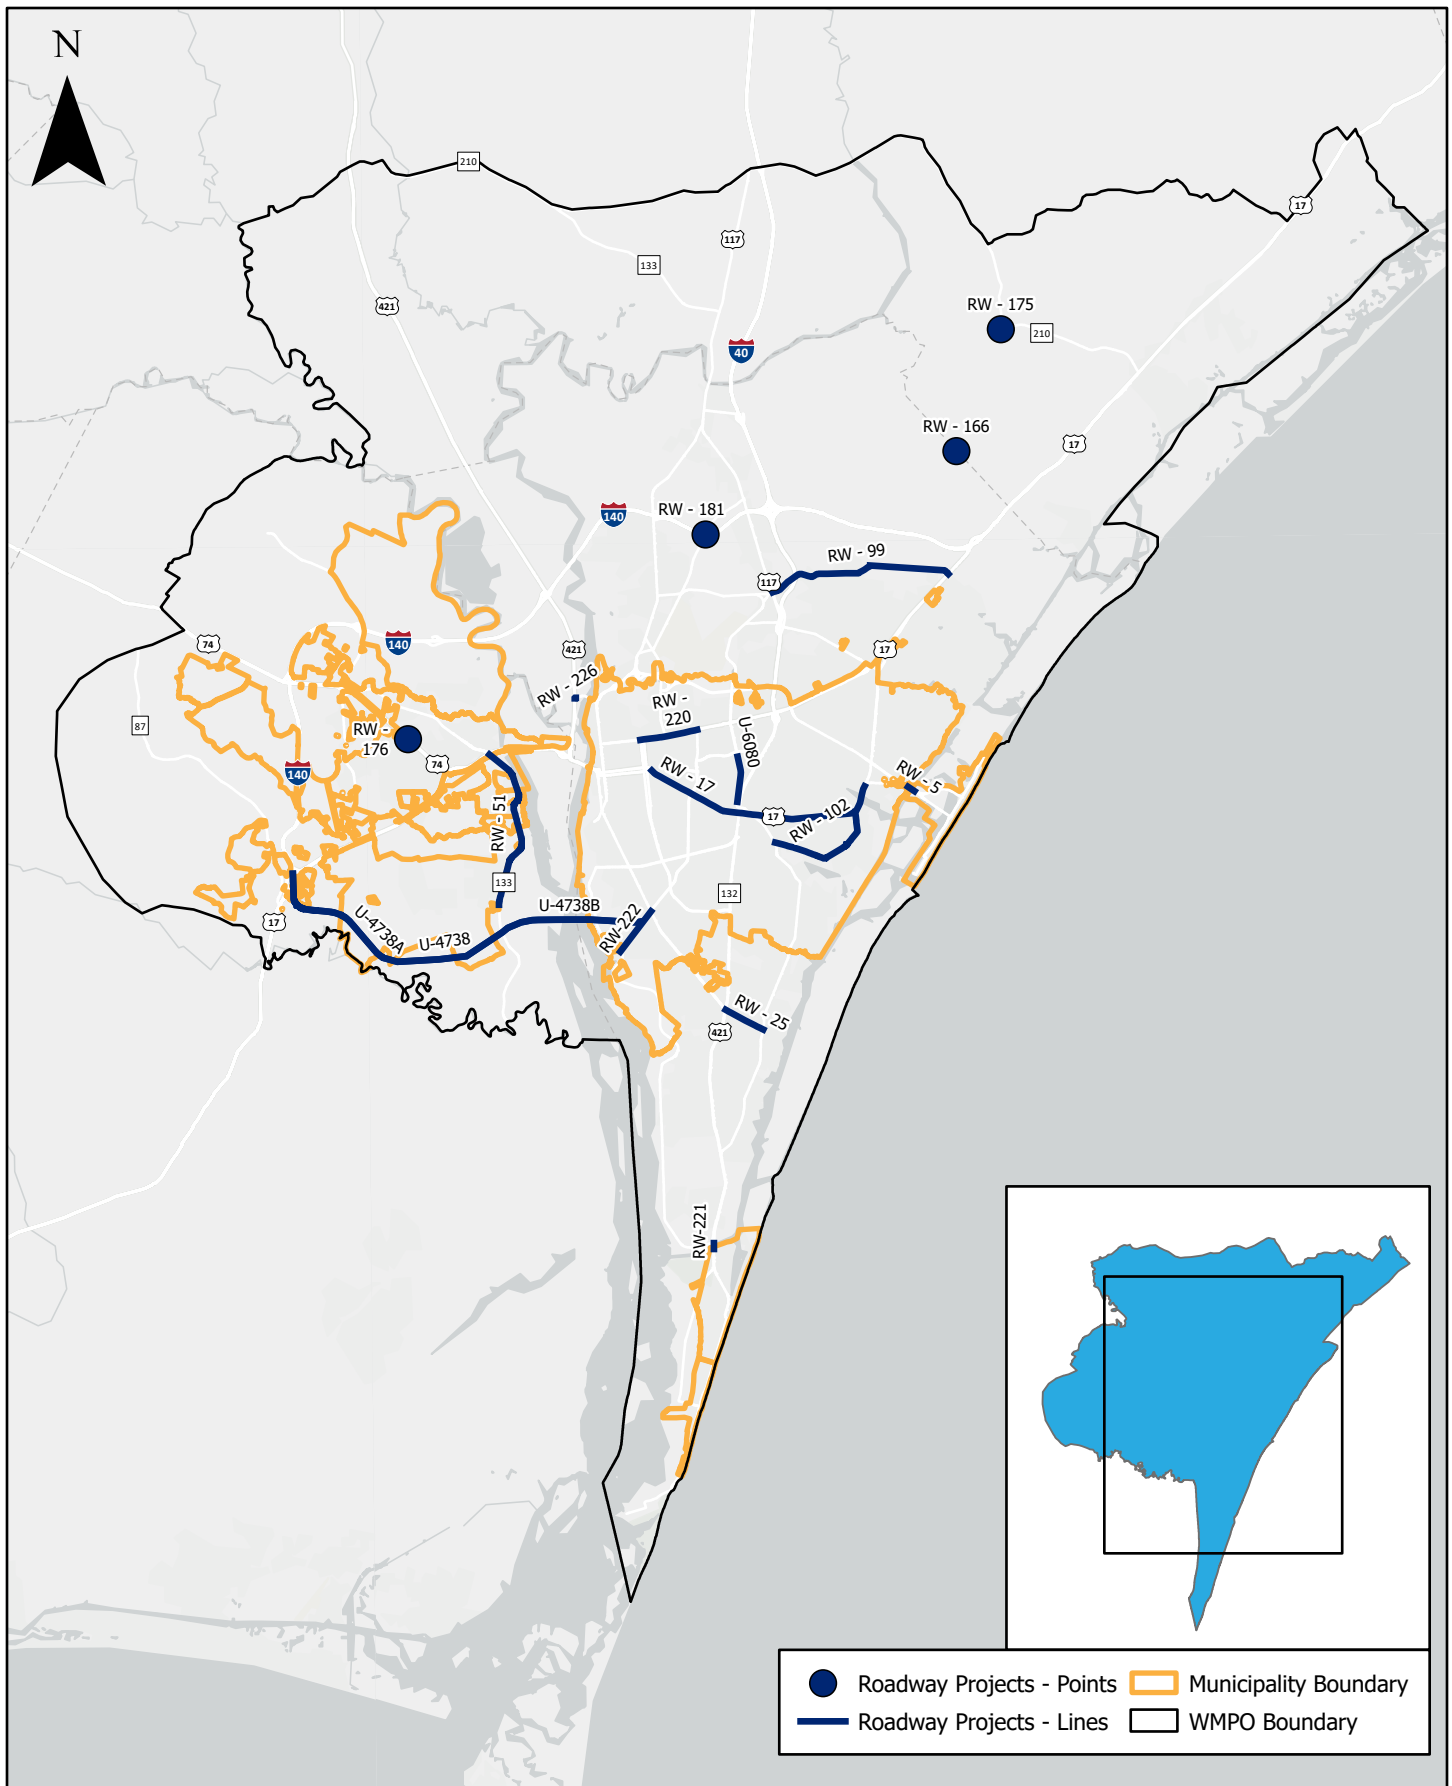 N
210
17
117
133
421
RW - 175
210
40
RW - 166
17
140
RW - 181
RW - 99
117
140
74
421
17
RW - 226
RW -
220
87
RW -
176
74
U-6080
140
RW - 17
RW - 5
RW - 51
17
RW - 102
133
132
U-4738B
17
U-4738A
U-4738
RW-222
RW - 25
421
RW-221
Roadway Projects - Points
Municipality Boundary
Roadway Projects - Lines
WMPO Boundary